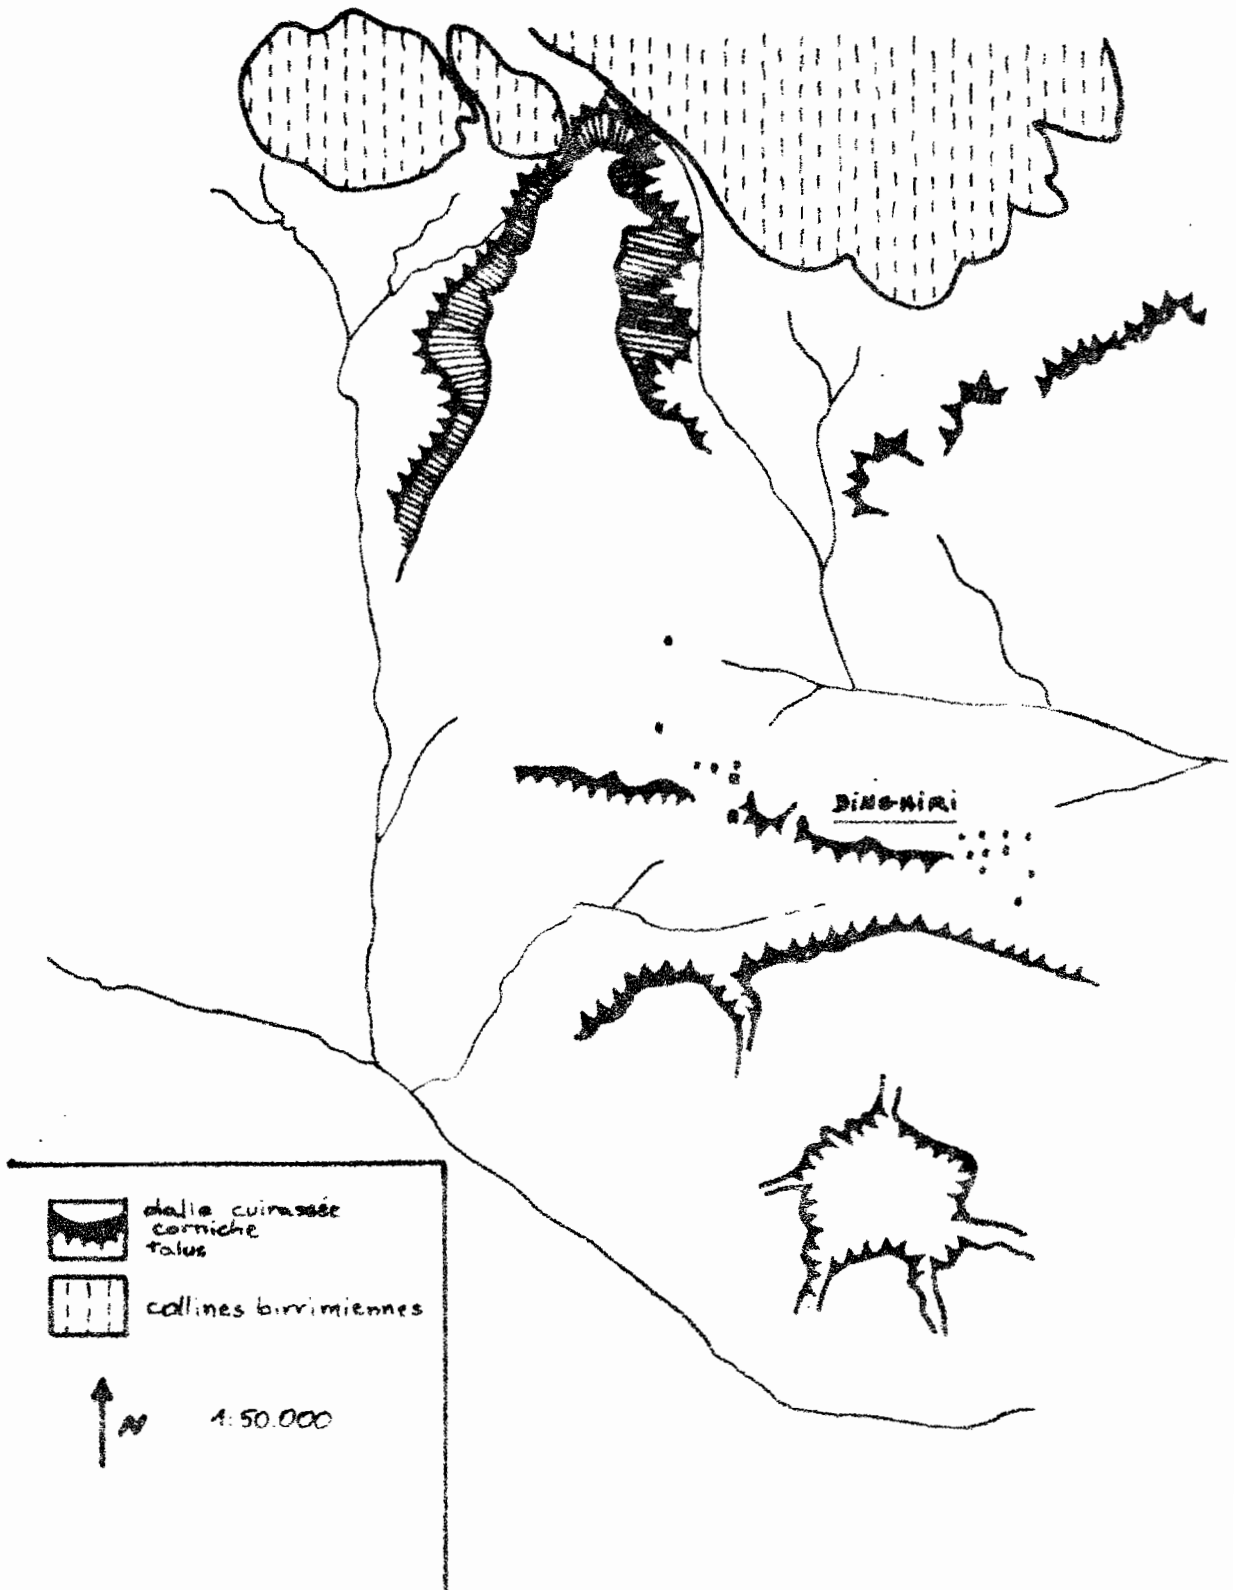 DINGHIRI
dalle cuirassée
corniche
talus
collines birrimiennes
N 1:50.000